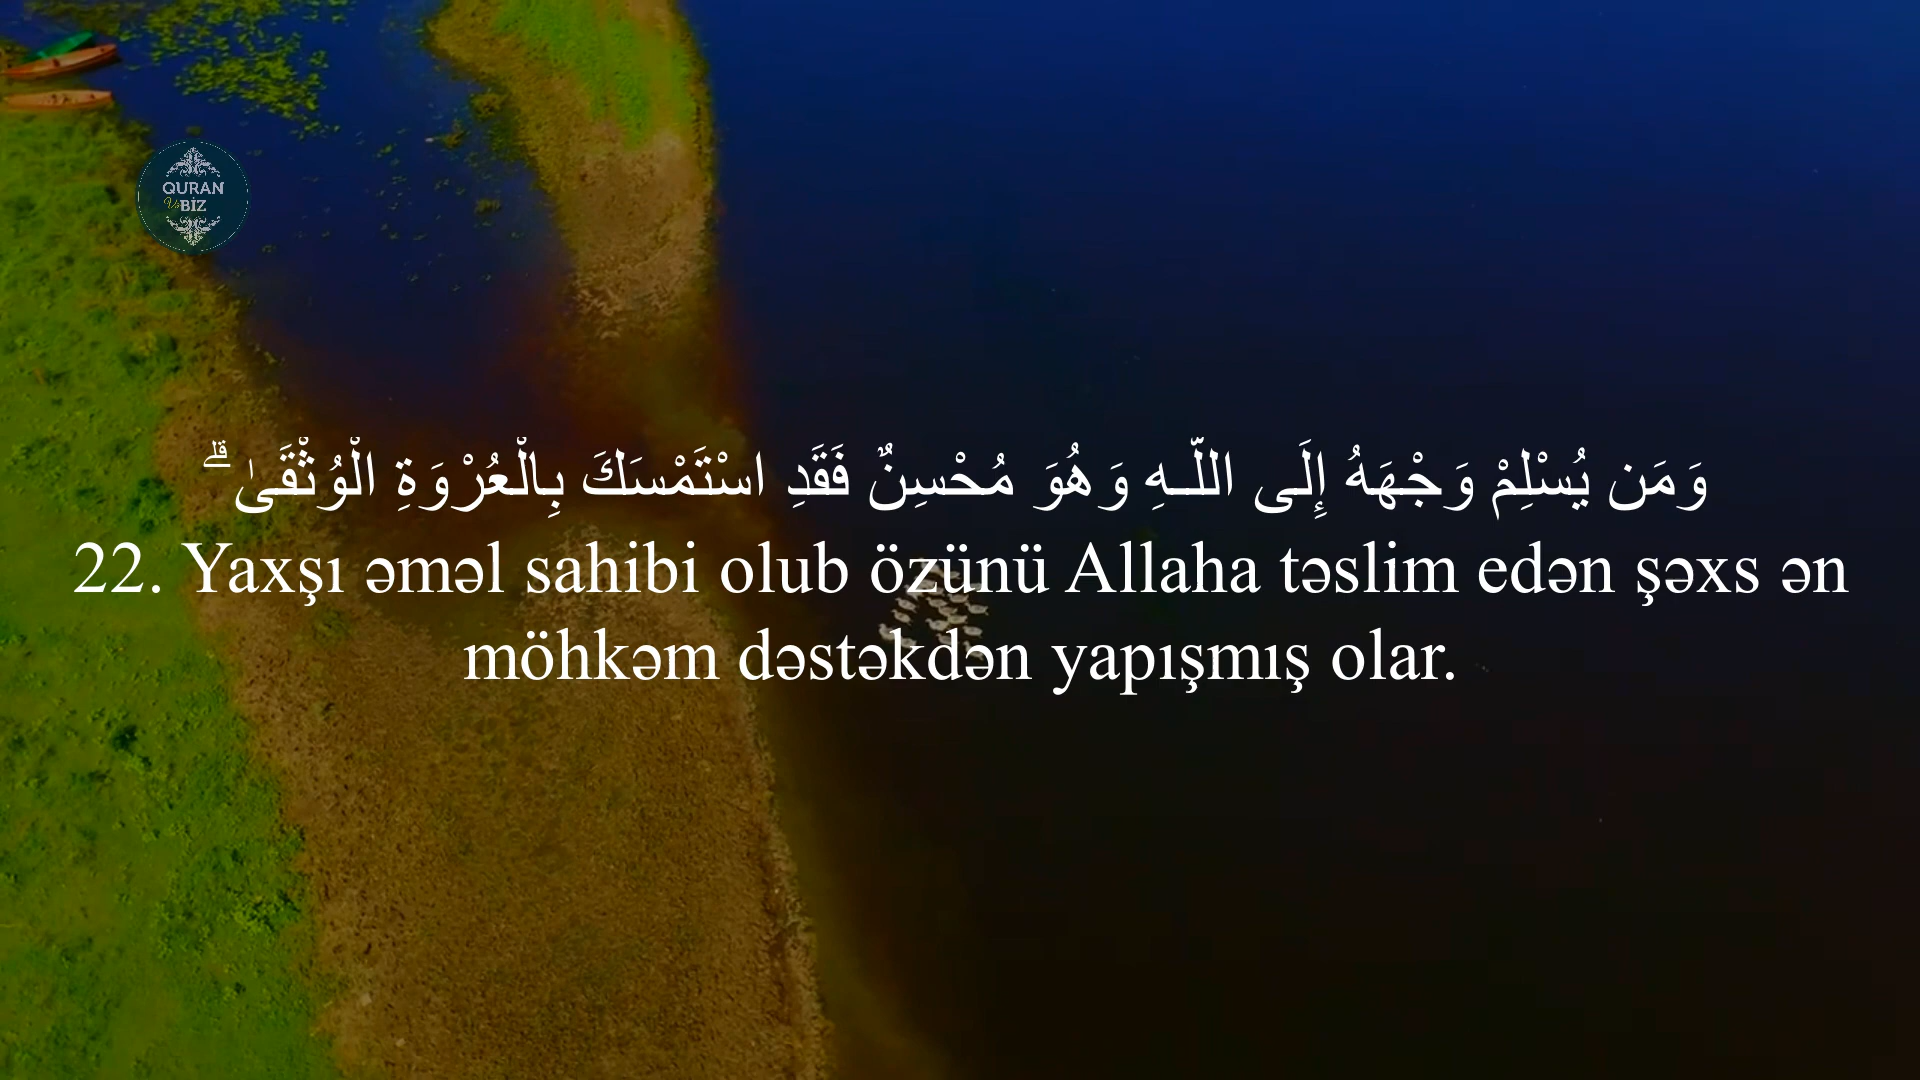 QURAN
Və BİZ
وَمَن يُسْلِمْ وَجْهَهُ إِلَى اللَّـهِ وَهُوَ مُحْسِنٌ فَقَدِ اسْتَمْسَكَ بِالْعُرْوَةِ الْوُثْقَىٰ ۗ
22. Yaxşı əməl sahibi olub özünü Allaha təslim edən şəxs ən
möhkəm dəstəkdən yapışmış olar.